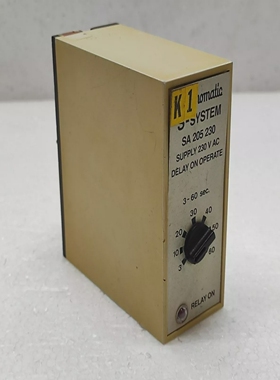 K 1 omatic
S-SYSTEM
SA 205 230
SUPPLY 230 V AC
DELAY ON OPERATE
3-60 sec.
30 40
20 50
10 60
3
RELAY ON